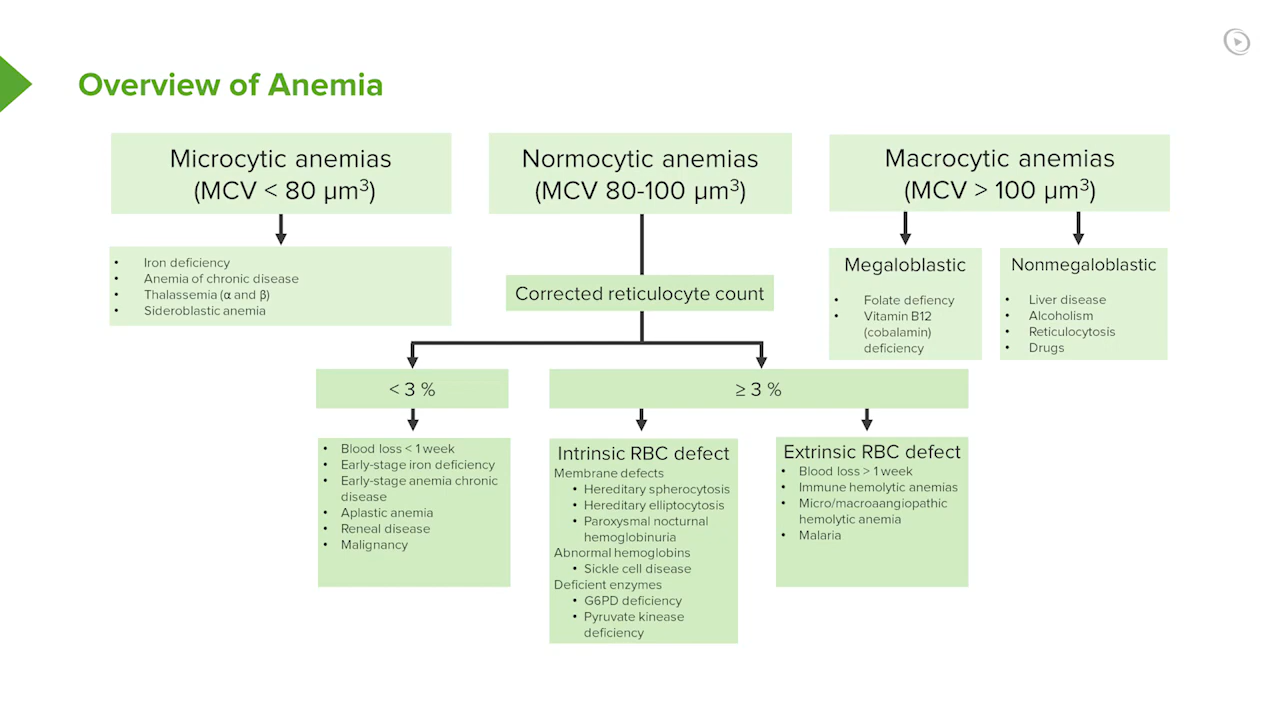 Overview of Anemia
Microcytic anemias
(MCV < 80 µm³)
• Iron deficiency
• Anemia of chronic disease
• Thalassemia (α and β)
• Sideroblastic anemia
Normocytic anemias
(MCV 80-100 µm³)
Corrected reticulocyte count
< 3 %
• Blood loss < 1 week
• Early-stage iron deficiency
• Early-stage anemia chronic
disease
• Aplastic anemia
• Reneal disease
• Malignancy
≥ 3 %
Intrinsic RBC defect
Membrane defects
• Hereditary spherocytosis
• Hereditary elliptocytosis
• Paroxysmal nocturnal
hemoglobinuria
Abnormal hemoglobins
• Sickle cell disease
Deficient enzymes
• G6PD deficiency
• Pyruvate kinase
deficiency
Extrinsic RBC defect
• Blood loss > 1 week
• Immune hemolytic anemias
• Micro/macroaangiopathic
hemolytic anemia
• Malaria
Macrocytic anemias
(MCV > 100 µm³)
Megaloblastic
• Folate defiency
• Vitamin B12
(cobalamin)
deficiency
Nonmegaloblastic
• Liver disease
• Alcoholism
• Reticulocytosis
• Drugs